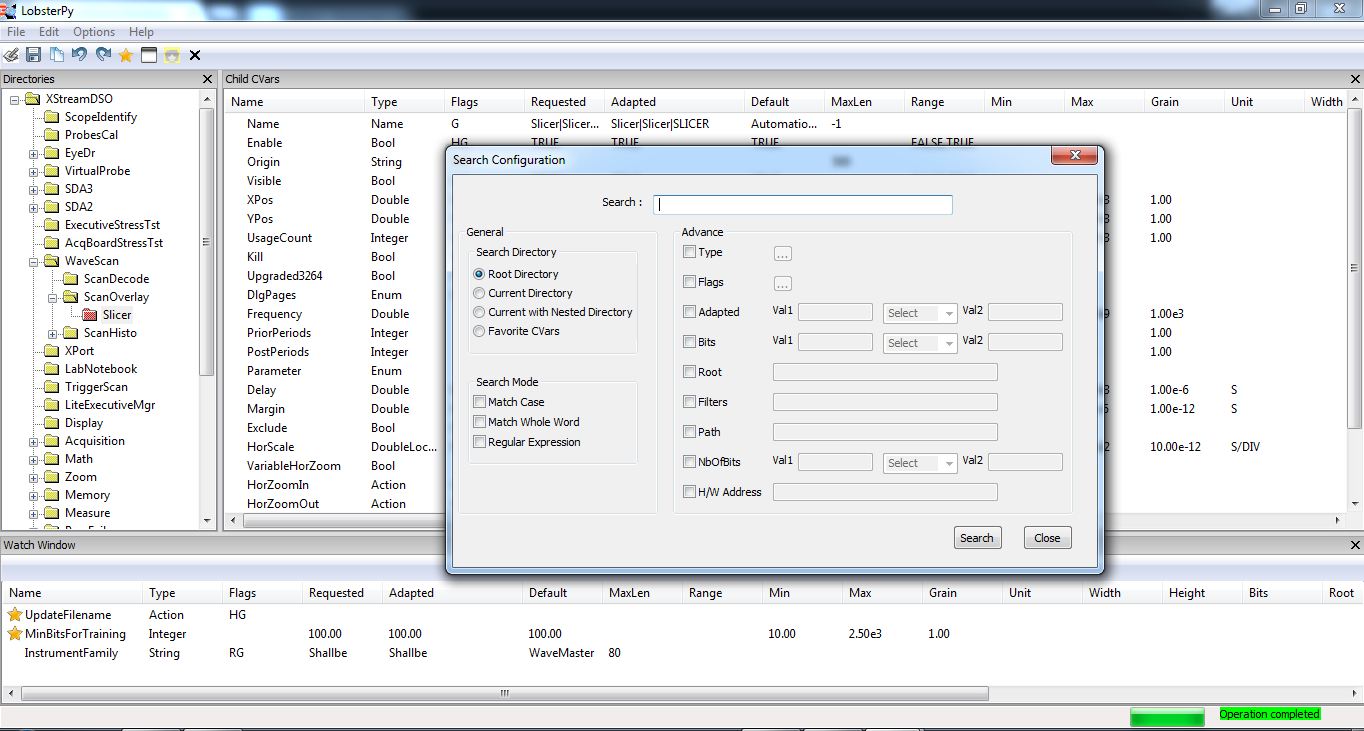 LobsterPy
File Edit Options Help
Directories
XStreamDSO
ScopeIdentify
ProbesCal
EyeDr
VirtualProbe
SDA3
SDA2
ExecutiveStressTst
AcqBoardStressTst
WaveScan
ScanDecode
ScanOverlay
Slicer
ScanHisto
XPort
LabNotebook
TriggerScan
LiteExecutiveMgr
Display
Acquisition
Math
Zoom
Memory
Measure
Child CVars
Name Type Flags Requested Adapted Default MaxLen Range Min Max Grain Unit Width
Name Name G Slicer|Slicer... Slicer|Slicer|SLICER Automatio... -1
Enable Bool HG TRUE TRUE TRUE FALSE TRUE
Origin String
Visible Bool
XPos Double 1.00
YPos Double 1.00
UsageCount Integer 1.00
Kill Bool
Upgraded3264 Bool
DlgPages Enum
Frequency Double 1.00e3
PriorPeriods Integer 1.00
PostPeriods Integer 1.00
Parameter Enum
Delay Double 1.00e-6 S
Margin Double 1.00e-12 S
Exclude Bool
HorScale DoubleLoc... 10.00e-12 S/DIV
VariableHorZoom Bool
HorZoomIn Action
HorZoomOut Action
Search Configuration
Search :
General
Search Directory
Root Directory
Current Directory
Current with Nested Directory
Favorite CVars
Search Mode
Match Case
Match Whole Word
Regular Expression
Advance
Type ...
Flags ...
Adapted Val1 Select Val2
Bits Val1 Select Val2
Root
Filters
Path
NbOfBits Val1 Select Val2
H/W Address
Search Close
Watch Window
Name Type Flags Requested Adapted Default MaxLen Range Min Max Grain Unit Width Height Bits Root
UpdateFilename Action HG
MinBitsForTraining Integer 100.00 100.00 100.00 10.00 2.50e3 1.00
InstrumentFamily String RG Shallbe Shallbe WaveMaster 80
Operation completed